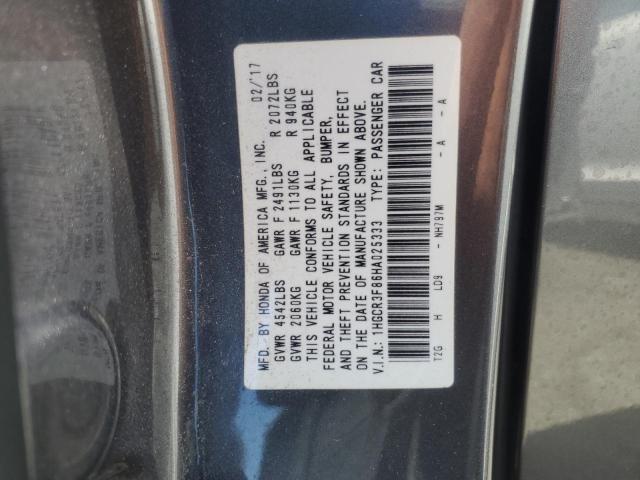 MFD. BY HONDA OF AMERICA MFG., INC. 02/17
GVWR 4542LBS GAWR F 2491LBS R 2072LBS
GVWR 2060KG GAWR F 1130KG R 940KG
THIS VEHICLE CONFORMS TO ALL APPLICABLE
FEDERAL MOTOR VEHICLE SAFETY, BUMPER,
AND THEFT PREVENTION STANDARDS IN EFFECT
ON THE DATE OF MANUFACTURE SHOWN ABOVE.
V.I.N.: 1HGCR3F86HA025333 TYPE: PASSENGER CAR
T2G H LD9 - NH797M - A - A